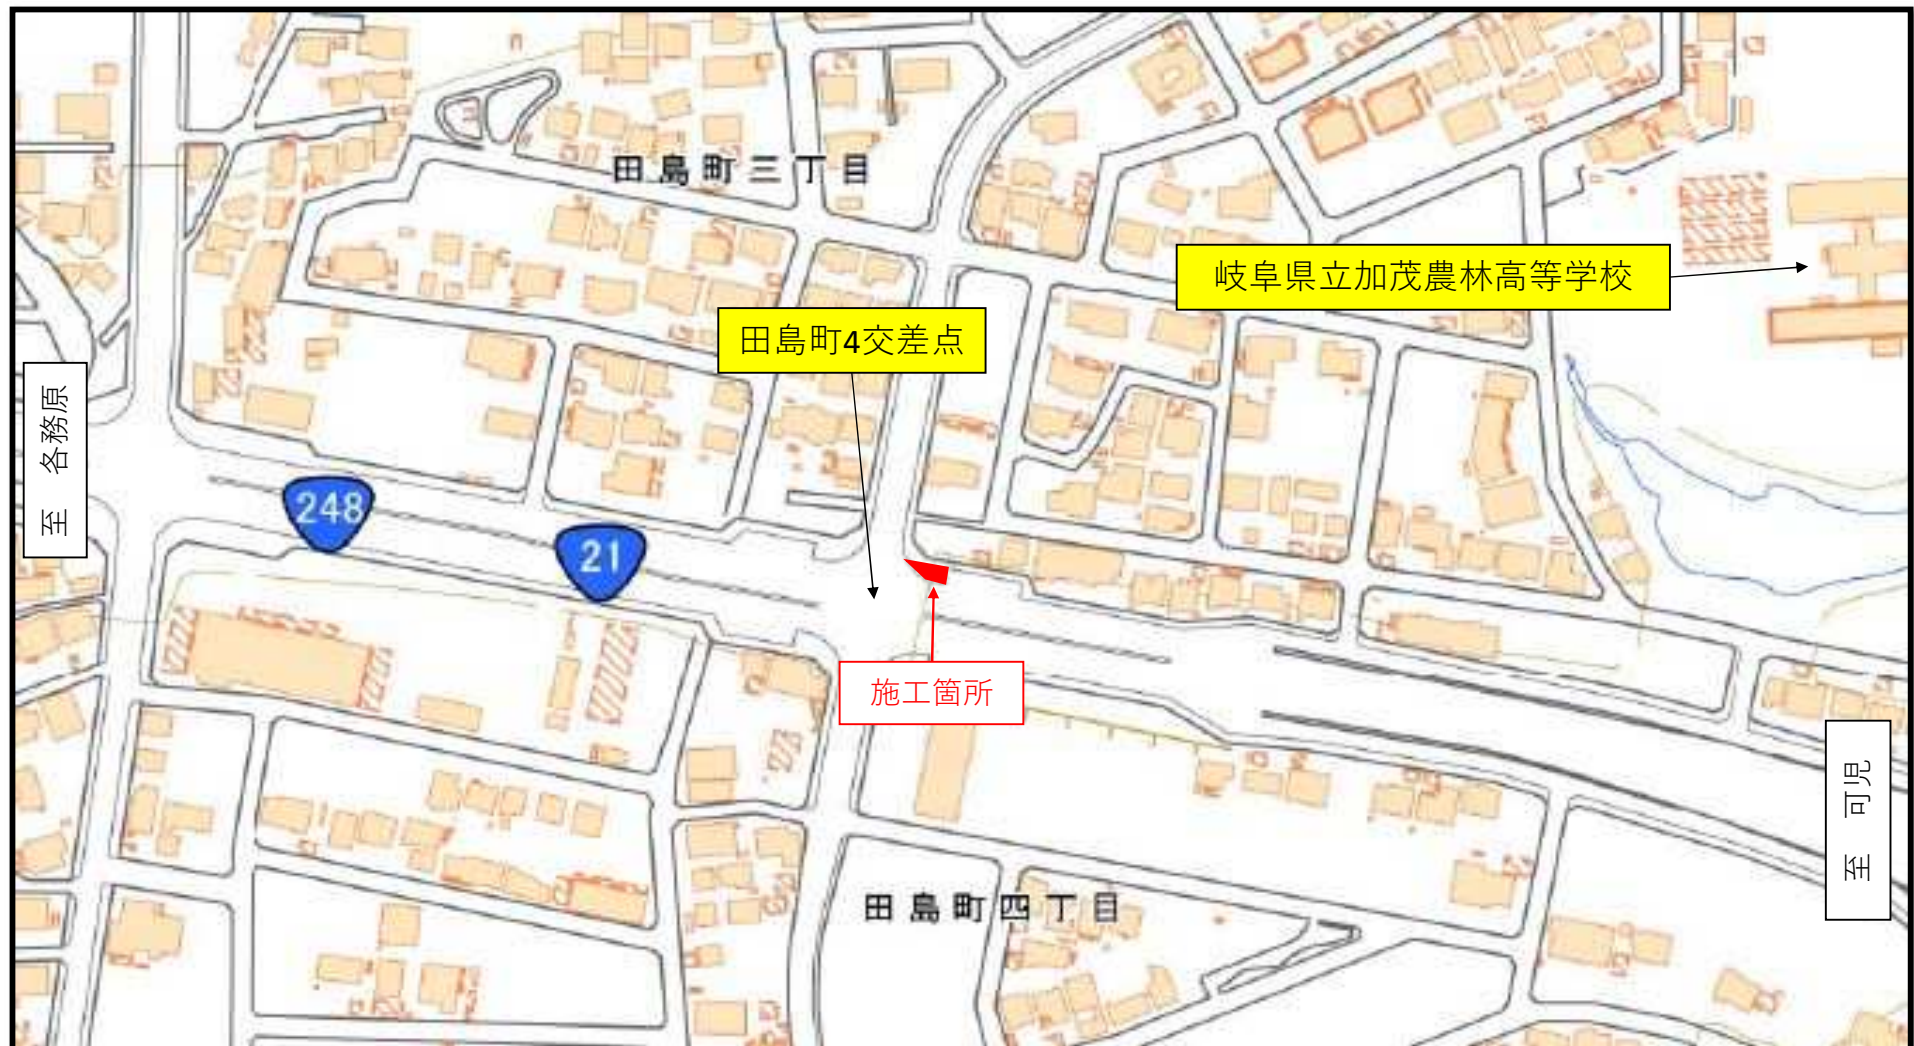 田島町三丁目
岐阜県立加茂農林高等学校
田島町4交差点
至 各務原
248
21
施工箇所
至 可児
田島町四丁目